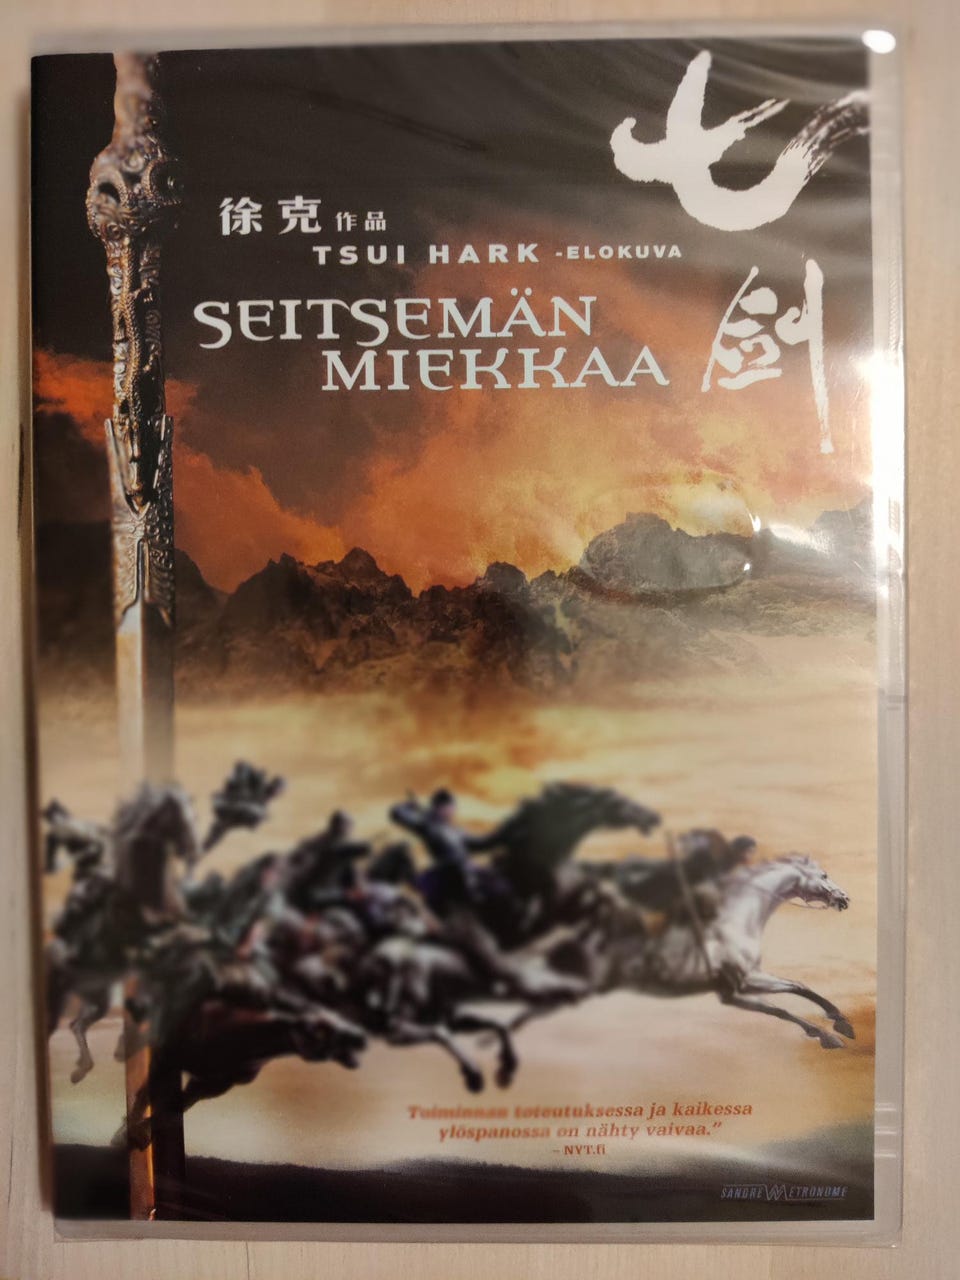 七剑
徐克作品
TSUI HARK -ELOKUVA
SEITSEMÄN
MIEKKAA
Toiminnan toteutuksessa ja kaikessa
ylöspanossa on nähty vaivaa.”
– NYT.fi
SANDREW METRONOME